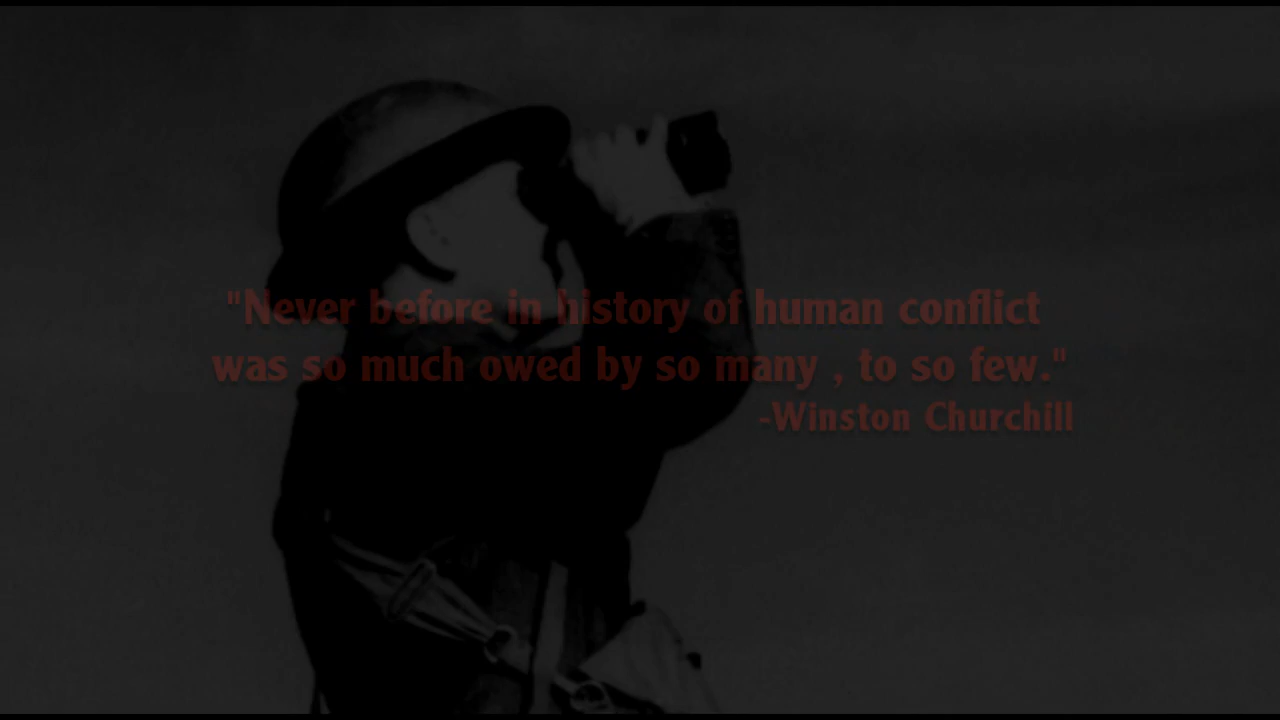 "Never before in history of human conflict
was so much owed by so many , to so few."
-Winston Churchill